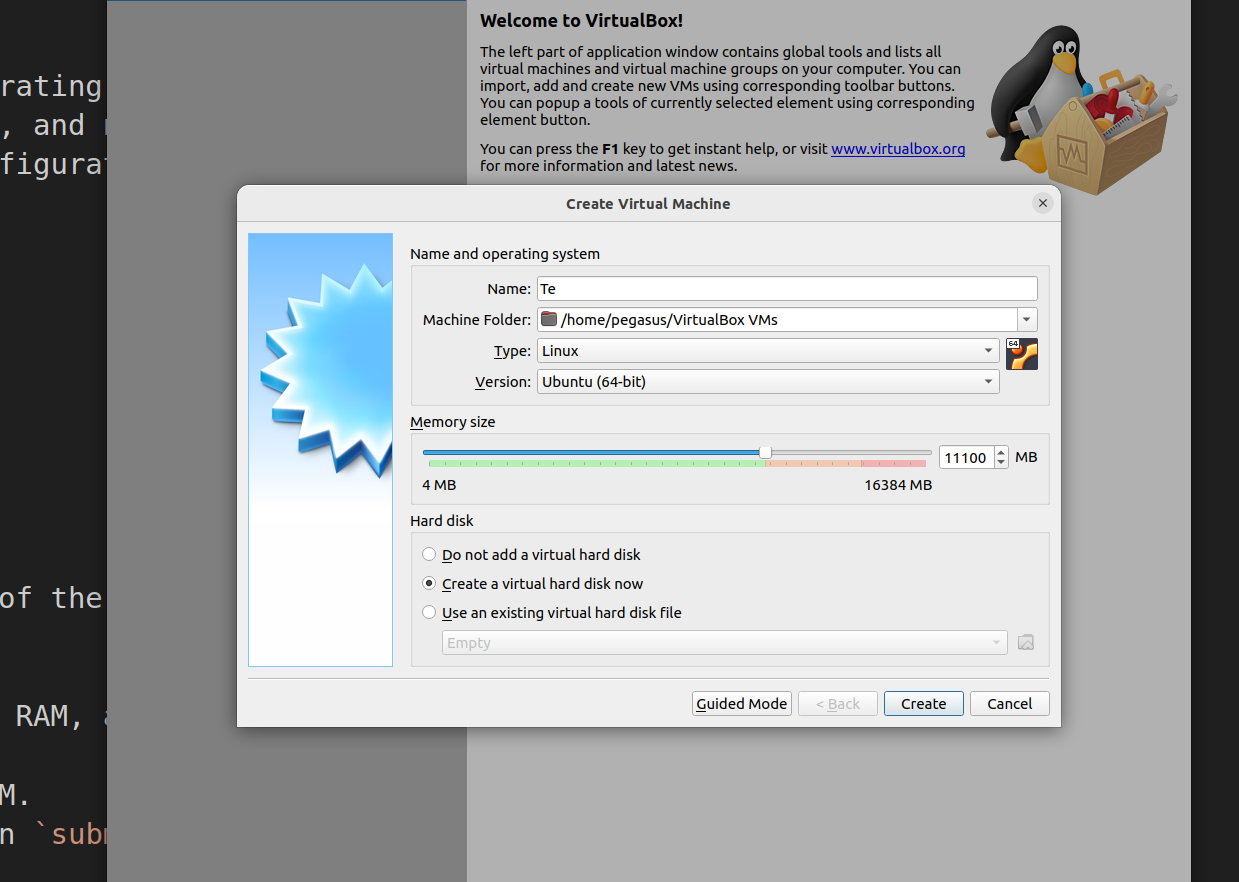 Welcome to VirtualBox!
The left part of application window contains global tools and lists all
virtual machines and virtual machine groups on your computer. You can
import, add and create new VMs using corresponding toolbar buttons.
You can popup a tools of currently selected element using corresponding
element button.
You can press the F1 key to get instant help, or visit www.virtualbox.org
for more information and latest news.
rating
, and
figurat
of the
RAM,
M.
n `subm
Create Virtual Machine
Name and operating system
Name: Te
Machine Folder: /home/pegasus/VirtualBox VMs
Type: Linux
64
Version: Ubuntu (64-bit)
Memory size
11100 MB
4 MB 16384 MB
Hard disk
Do not add a virtual hard disk
Create a virtual hard disk now
Use an existing virtual hard disk file
Empty
Guided Mode < Back Create Cancel